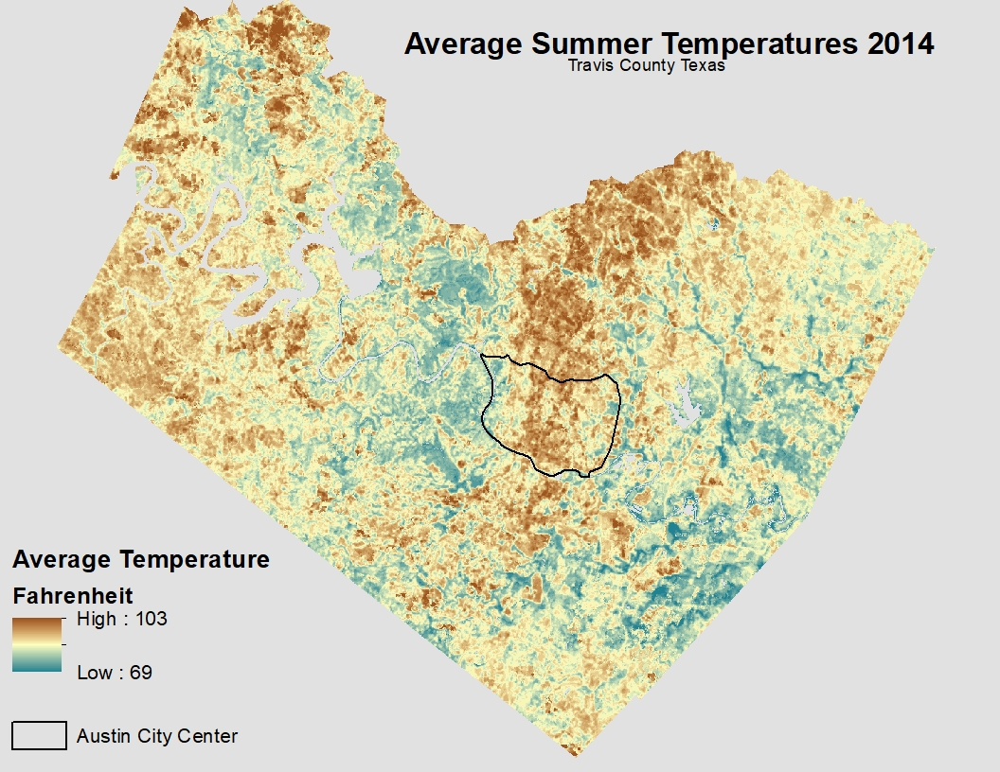 Average Summer Temperatures 2014
Travis County Texas
Average Temperature
Fahrenheit
High : 103
Low : 69
Austin City Center